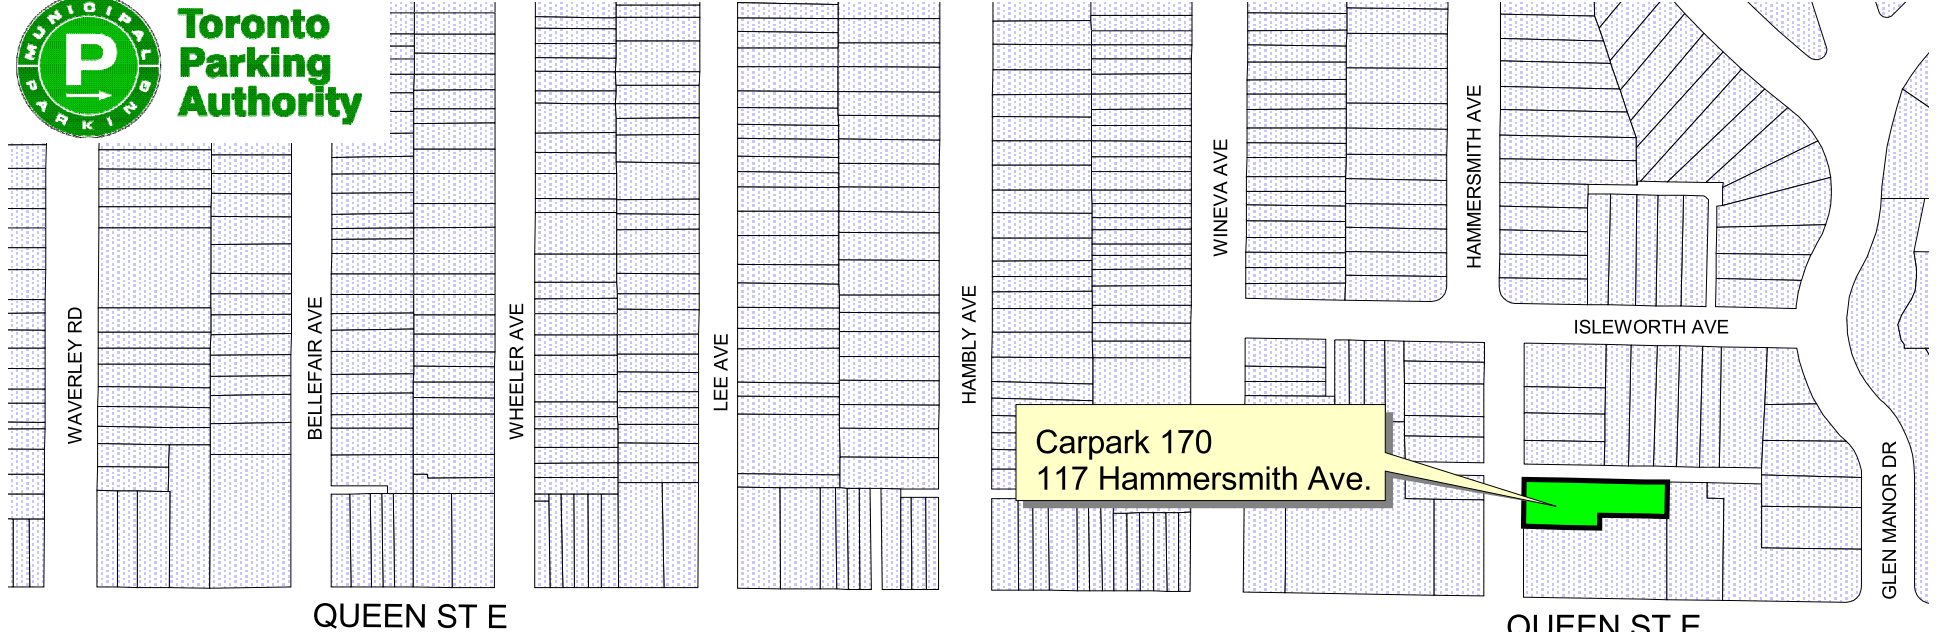 MUNICIPAL
P
PARKING
Toronto
Parking
Authority
WAVERLEY RD
BELLEFAIR AVE
WHEELER AVE
LEE AVE
HAMBLY AVE
WINEVA AVE
HAMMERSMITH AVE
ISLEWORTH AVE
GLEN MANOR DR
Carpark 170
117 Hammersmith Ave.
QUEEN ST E
QUEEN ST E